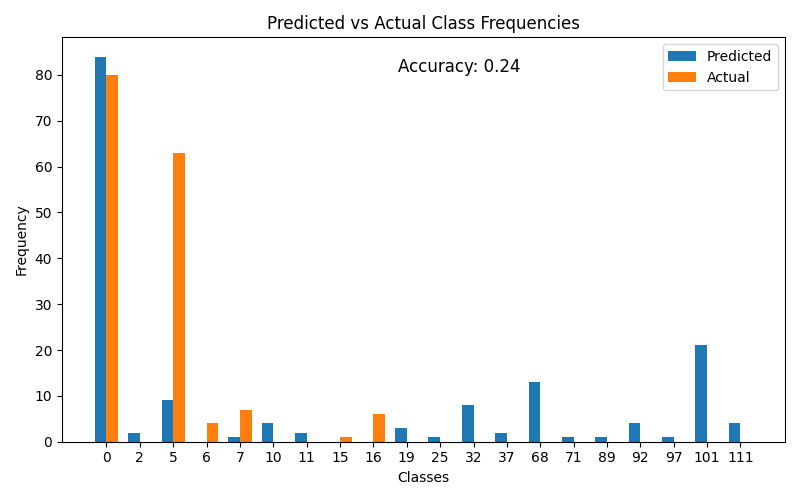 Predicted vs Actual Class Frequencies
Accuracy: 0.24
Predicted
Actual
Frequency
80
70
60
50
40
30
20
10
0
0 2 5 6 7 10 11 15 16 19 25 32 37 68 71 89 92 97 101 111
Classes